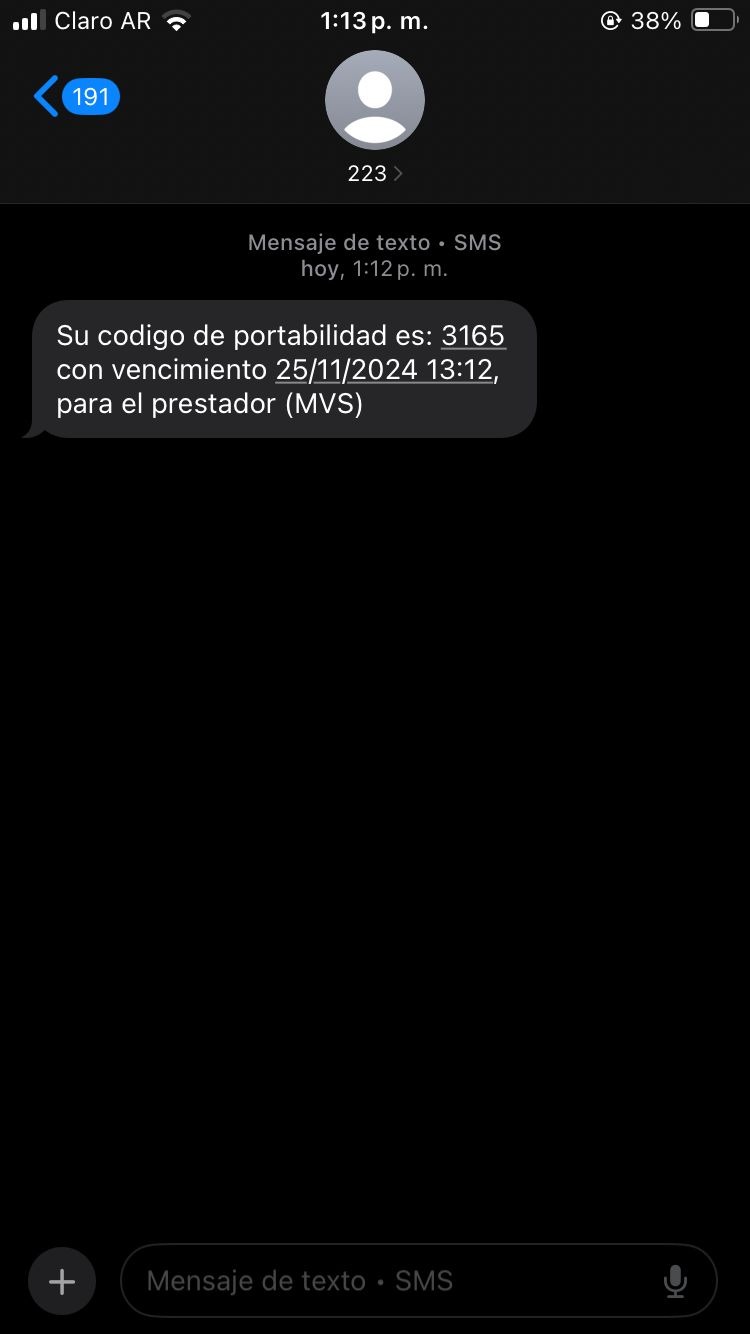 Claro AR 1:13 p. m. 38%
191
223
Mensaje de texto • SMS
hoy, 1:12 p. m.
Su codigo de portabilidad es: 3165
con vencimiento 25/11/2024 13:12,
para el prestador (MVS)
Mensaje de texto • SMS